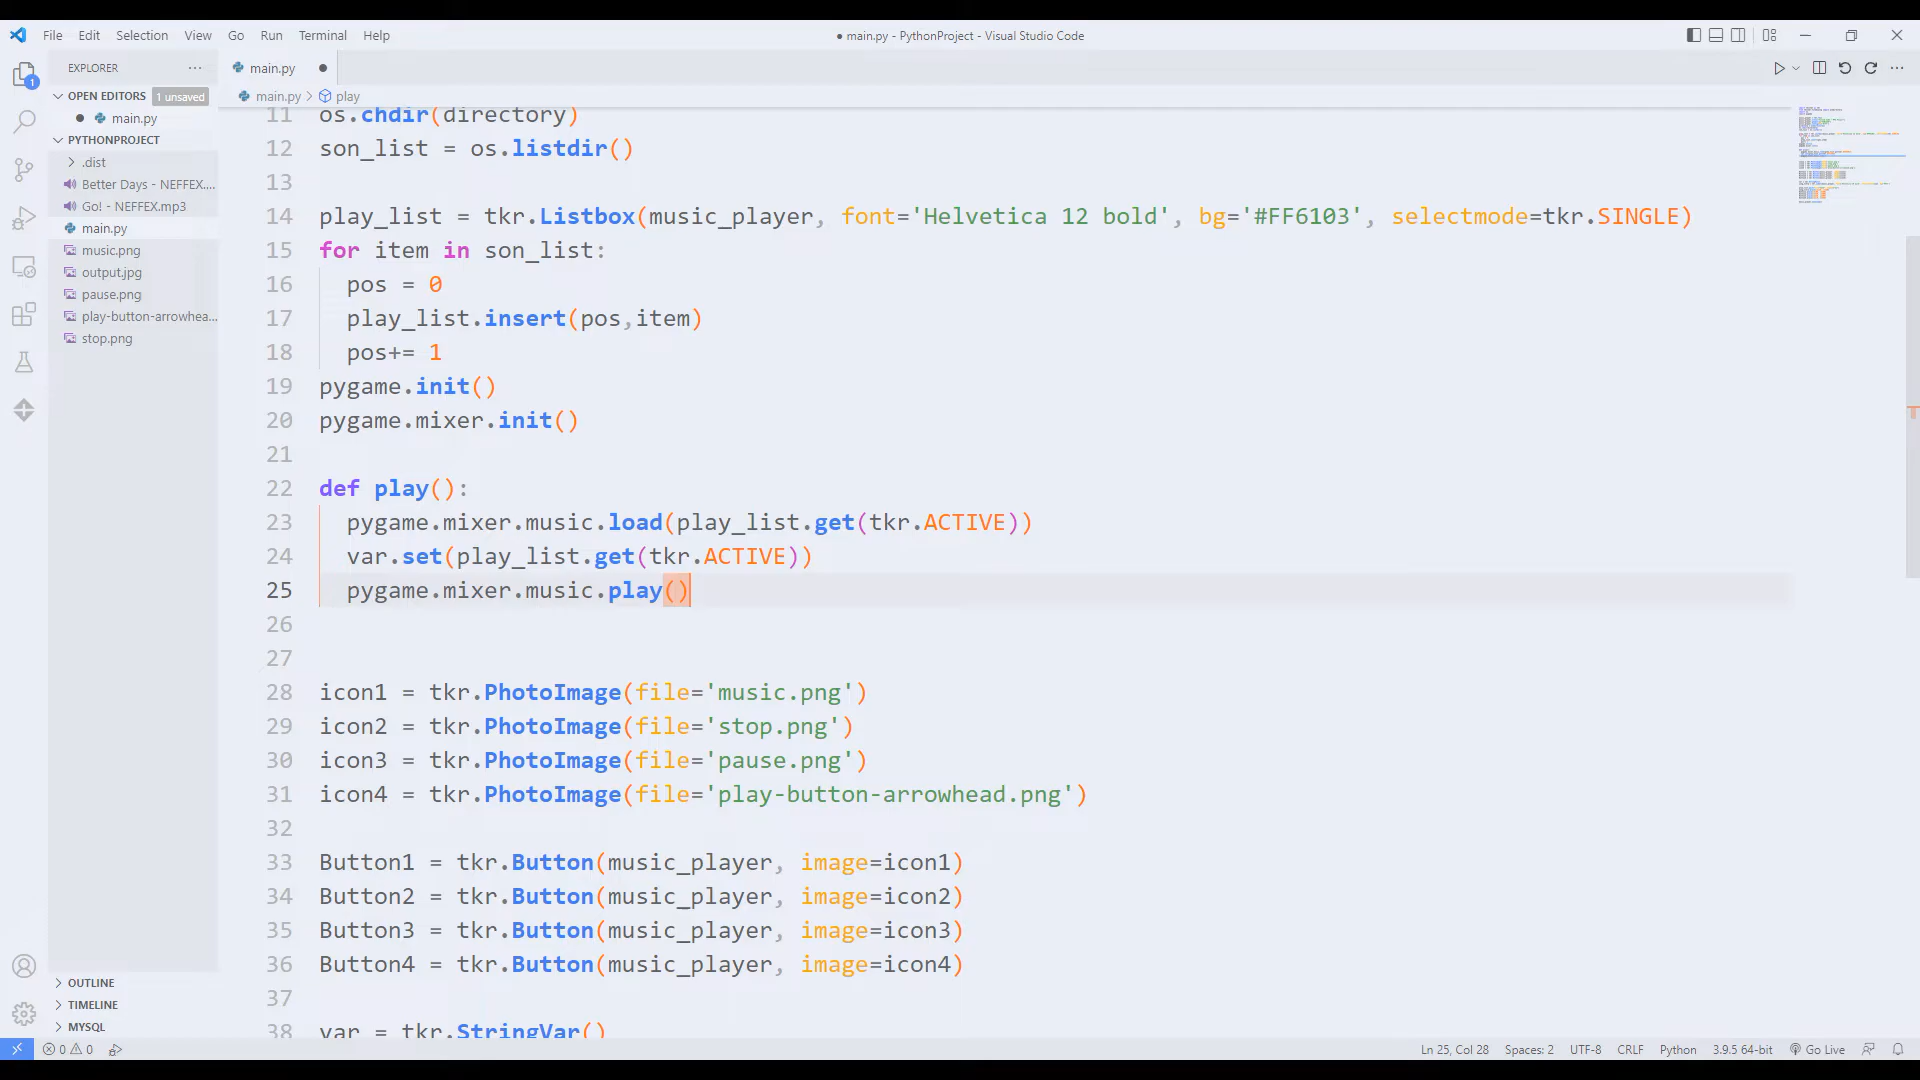 File Edit Selection View Go Run Terminal Help
● main.py - PythonProject - Visual Studio Code
EXPLORER ···
OPEN EDITORS 1 unsaved
● main.py
PYTHONPROJECT
.dist
Better Days - NEFFEX....
Go! - NEFFEX.mp3
main.py
music.png
output.jpg
pause.png
play-button-arrowhea...
stop.png
OUTLINE
TIMELINE
MYSQL
1
main.py ●
main.py > play
11 os.chdir(directory)
12 son_list = os.listdir()
13
14 play_list = tkr.Listbox(music_player, font='Helvetica 12 bold', bg='#FF6103', selectmode=tkr.SINGLE)
15 for item in son_list:
16 pos = 0
17 play_list.insert(pos,item)
18 pos+= 1
19 pygame.init()
20 pygame.mixer.init()
21
22 def play():
23 pygame.mixer.music.load(play_list.get(tkr.ACTIVE))
24 var.set(play_list.get(tkr.ACTIVE))
25 pygame.mixer.music.play()
26
27
28 icon1 = tkr.PhotoImage(file='music.png')
29 icon2 = tkr.PhotoImage(file='stop.png')
30 icon3 = tkr.PhotoImage(file='pause.png')
31 icon4 = tkr.PhotoImage(file='play-button-arrowhead.png')
32
33 Button1 = tkr.Button(music_player, image=icon1)
34 Button2 = tkr.Button(music_player, image=icon2)
35 Button3 = tkr.Button(music_player, image=icon3)
36 Button4 = tkr.Button(music_player, image=icon4)
37
38 var = tkr.StringVar()
0 0
Ln 25, Col 28 Spaces: 2 UTF-8 CRLF Python 3.9.5 64-bit Go Live